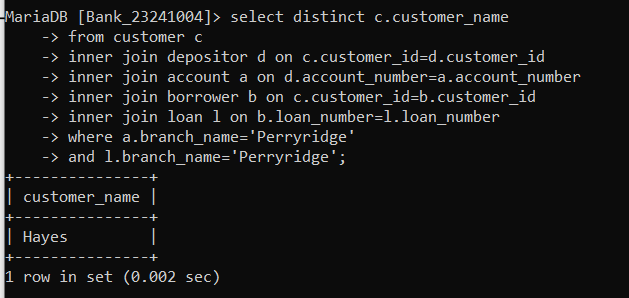 MariaDB [Bank_23241004]> select distinct c.customer_name
    -> from customer c
    -> inner join depositor d on c.customer_id=d.customer_id
    -> inner join account a on d.account_number=a.account_number
    -> inner join borrower b on c.customer_id=b.customer_id
    -> inner join loan l on b.loan_number=l.loan_number
    -> where a.branch_name='Perryridge'
    -> and l.branch_name='Perryridge';
+---------------+
| customer_name |
+---------------+
| Hayes         |
+---------------+
1 row in set (0.002 sec)